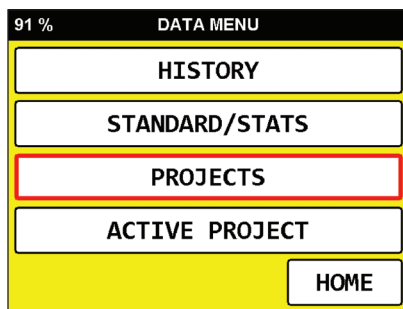 91 % DATA MENU
HISTORY
STANDARD/STATS
PROJECTS
ACTIVE PROJECT
HOME